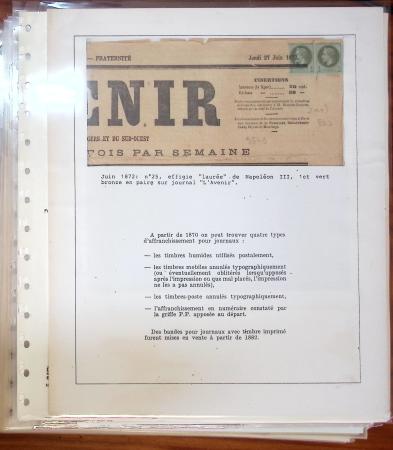 — FRATERNITÉ
Jeudi 27 Juin
ENIR
INSERTIONS
GERS ET DU SUD-OUEST
FOIS PAR SEMAINE
Juin 1872: n°25, effigie "laurée" de Napoléon III, 1ct vert
bronze en paire sur journal "L'Avenir".
A partir de 1870 on peut trouver quatre types
d'affranchissement pour journaux :
— les timbres humides utilisés postalement,
— les timbres mobiles annulés typographiquement
(ou éventuellement oblitérés lorsqu'apposés
après l'impression ou que mal placés, l'impression
ne les a pas annulés),
— les timbres-poste annulés typographiquement,
— l'affranchissement en numéraire constaté par
la griffe P.P. apposée au départ.
Des bandes pour journaux avec timbre imprimé
furent mises en vente à partir de 1882.